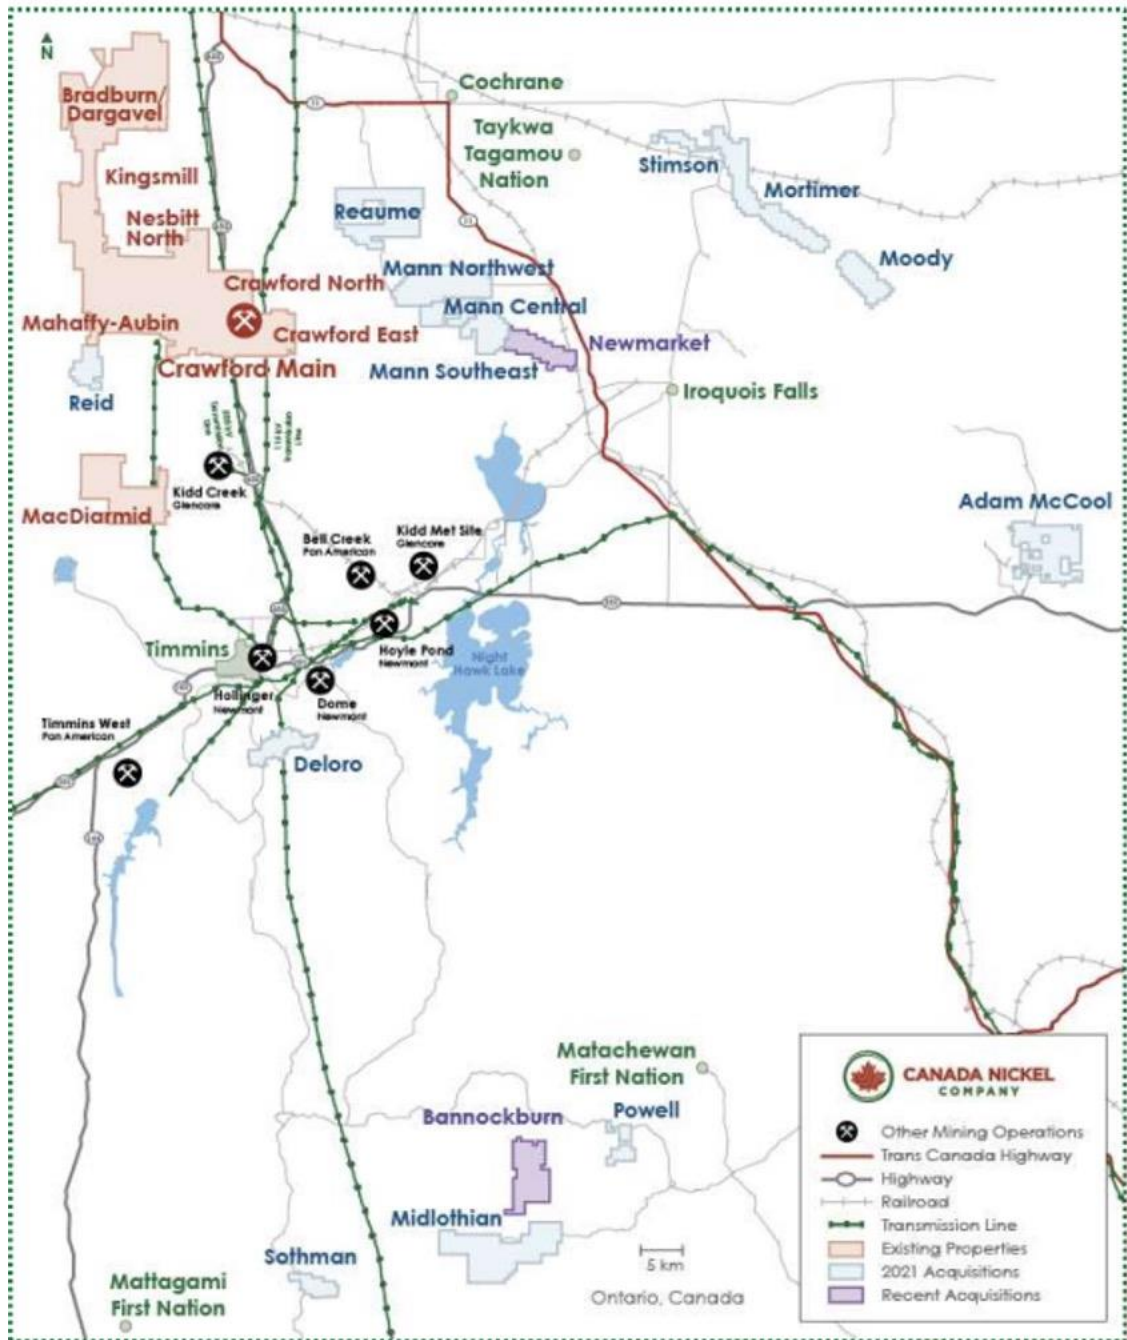 N
Bradburn/
Dargavel
Kingsmill
Nesbitt
North
Crawford North
Mahaffy-Aubin
Crawford East
Crawford Main
Reid
MacDiarmid
Cochrane
Taykwa
Tagamou
Nation
Reaume
Mann Northwest
Mann Central
Mann Southeast
Newmarket
Stimson
Mortimer
Moody
Iroquois Falls
Adam McCool
11
11
Kidd Creek
Glencore
Bell Creek
Pan American
Kidd Met Site
Glencore
Timmins
Hoyle Pond
Newmont
Night
Hawk Lake
Hollinger
Newmont
Dome
Newmont
Timmins West
Pan American
Deloro
Matachewan
First Nation
Powell
Bannockburn
Midlothian
Sothman
Mattagami
First Nation
5 km
Ontario, Canada
CANADA NICKEL
COMPANY
Other Mining Operations
Trans Canada Highway
Highway
Railroad
Transmission Line
Existing Properties
2021 Acquisitions
Recent Acquisitions